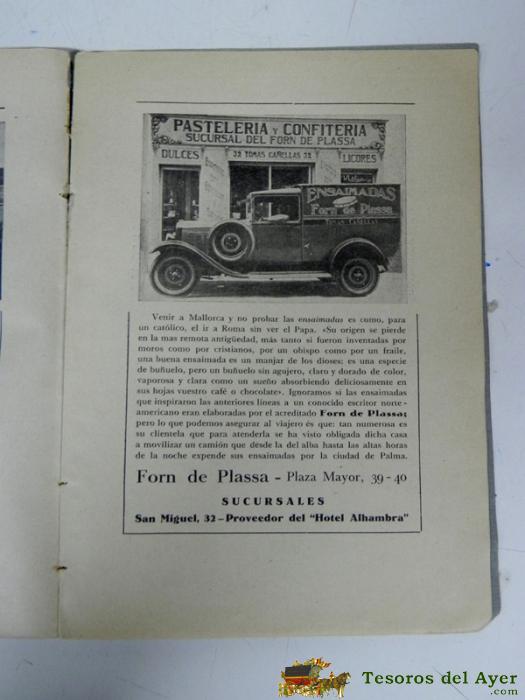 PASTELERIA Y CONFITERIA
SUCURSAL DEL FORN DE PLASSA
DULCES
32 TOMAS CAÑELLAS 32
LICORES
ENSAIMADAS
Forn de Plassa
Venir a Mallorca y no probar las ensaimadas es como, para
un católico, el ir a Roma sin ver el Papa. «Su origen se pierde
en la mas remota antigüedad, más tanto si fueron inventadas por
moros como por cristianos, por un obispo como por un fraile,
una buena ensaimada es un manjar de los dioses; es una especie
de buñuelo, pero un buñuelo sin agujero, claro y dorado de color,
vaporosa y clara como un sueño absorbiendo deliciosamente en
sus hojas vuestro café o chocolate». Ignoramos si las ensaimadas
que inspiraron las anteriores líneas a un conocido escritor norte-
americano eran elaboradas por el acreditado Forn de Plassa;
pero lo que podemos asegurar al viajero és que: tan numerosa es
su clientela que para atenderla se ha visto obligada dicha casa
a movilizar un camión que desde la del alba hasta las altas horas
de la noche expende sus ensaimadas por la ciudad de Palma.
Forn de Plassa - Plaza Mayor, 39-40
SUCURSALES
San Miguel, 32–Proveedor del "Hotel Alhambra"
Tesoros del Ayer
.com